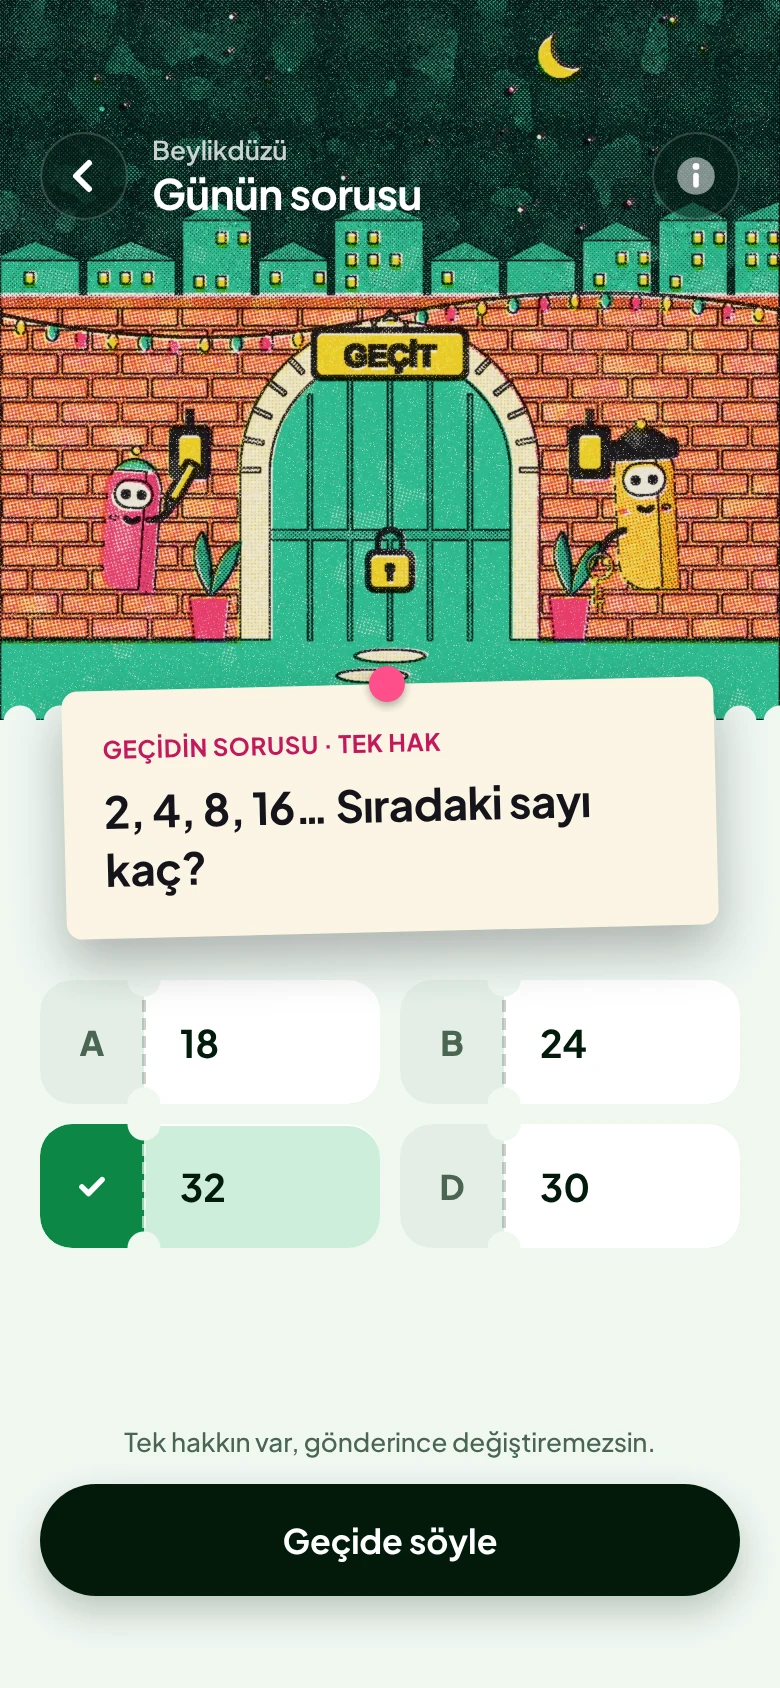 Beylikdüzü
Günün sorusu
GEÇİT
GEÇİDİN SORUSU · TEK HAK
2, 4, 8, 16... Sıradaki sayı
kaç?
A 18
B 24
32
D 30
Tek hakkın var, gönderince değiştiremezsin.
Geçide söyle